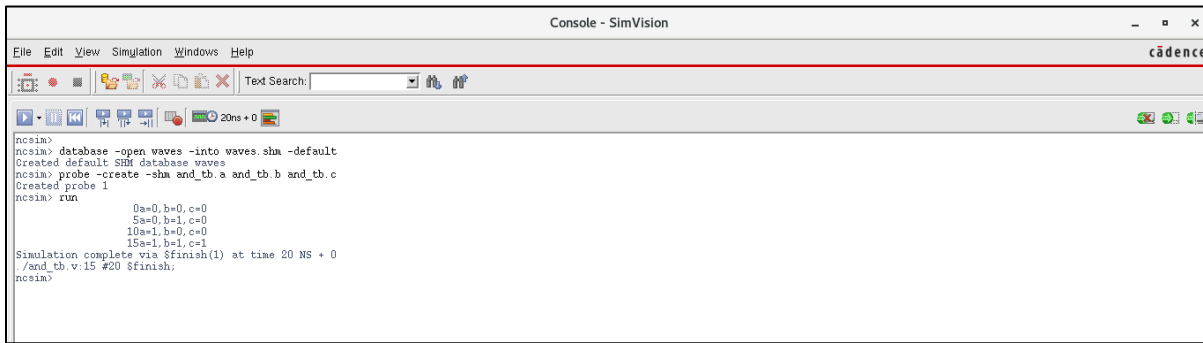 Console - SimVision
File Edit View Simulation Windows Help
cādence
Text Search:
20ns + 0
ncsim>
ncsim> database -open waves -into waves.shm -default
Created default SHM database waves
ncsim> probe -create -shm and_tb.a and_tb.b and_tb.c
Created probe 1
ncsim> run
0a=0,b=0,c=0
5a=0,b=1,c=0
10a=1,b=0,c=0
15a=1,b=1,c=1
Simulation complete via $finish(1) at time 20 NS + 0
./and_tb.v:15 #20 $finish;
ncsim>